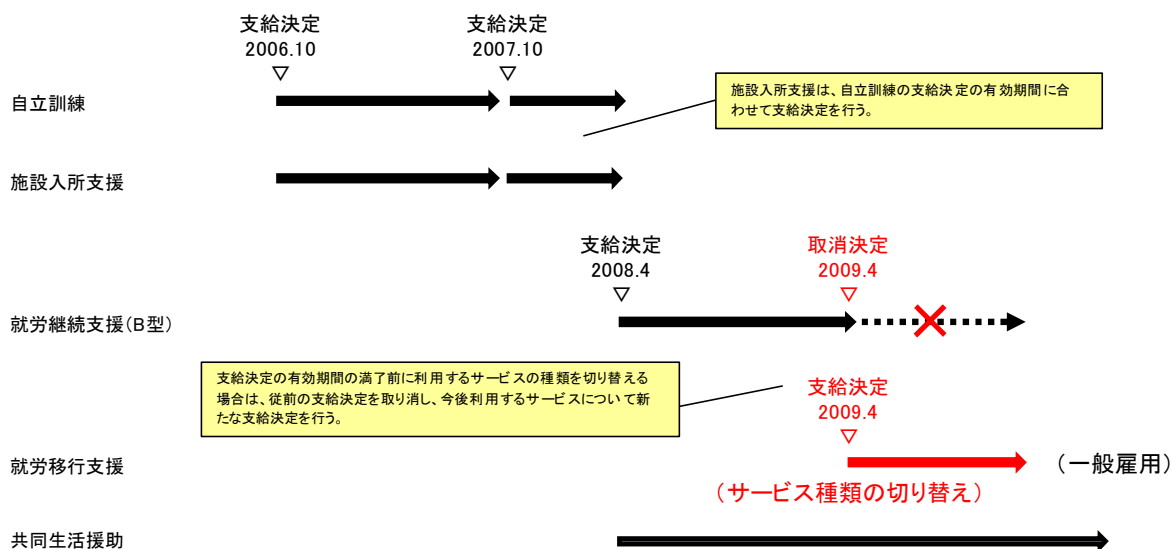 支給決定
2006.10
▽
支給決定
2007.10
▽
自立訓練
施設入所支援は、自立訓練の支給決定の有効期間に合
わせて支給決定を行う。
施設入所支援
支給決定
2008.4
▽
取消決定
2009.4
▽
就労継続支援(B型)
支給決定の有効期間の満了前に利用するサービスの種類を切り替える
場合は、従前の支給決定を取り消し、今後利用するサービスについて新
たな支給決定を行う。
支給決定
2009.4
▽
就労移行支援
(一般雇用)
(サービス種類の切り替え)
共同生活援助